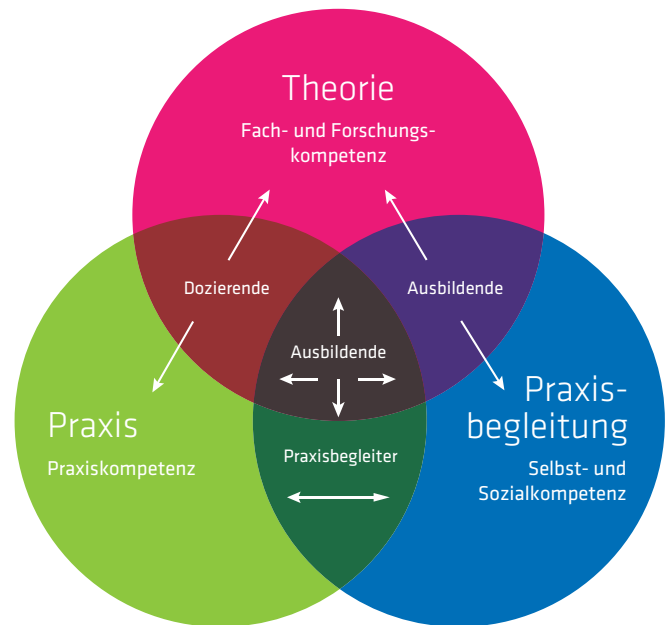 Theorie
Fach- und Forschungs-
kompetenz
Dozierende
Ausbildende
Ausbildende
Praxis
Praxiskompetenz
Praxisbegleiter
Praxis-
begleitung
Selbst- und
Sozialkompetenz